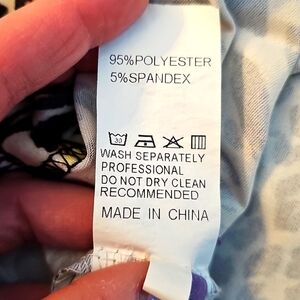 95%POLYESTER
5%SPANDEX
30
WASH SEPARATELY
PROFESSIONAL
DO NOT DRY CLEAN
RECOMMENDED
MADE IN CHINA